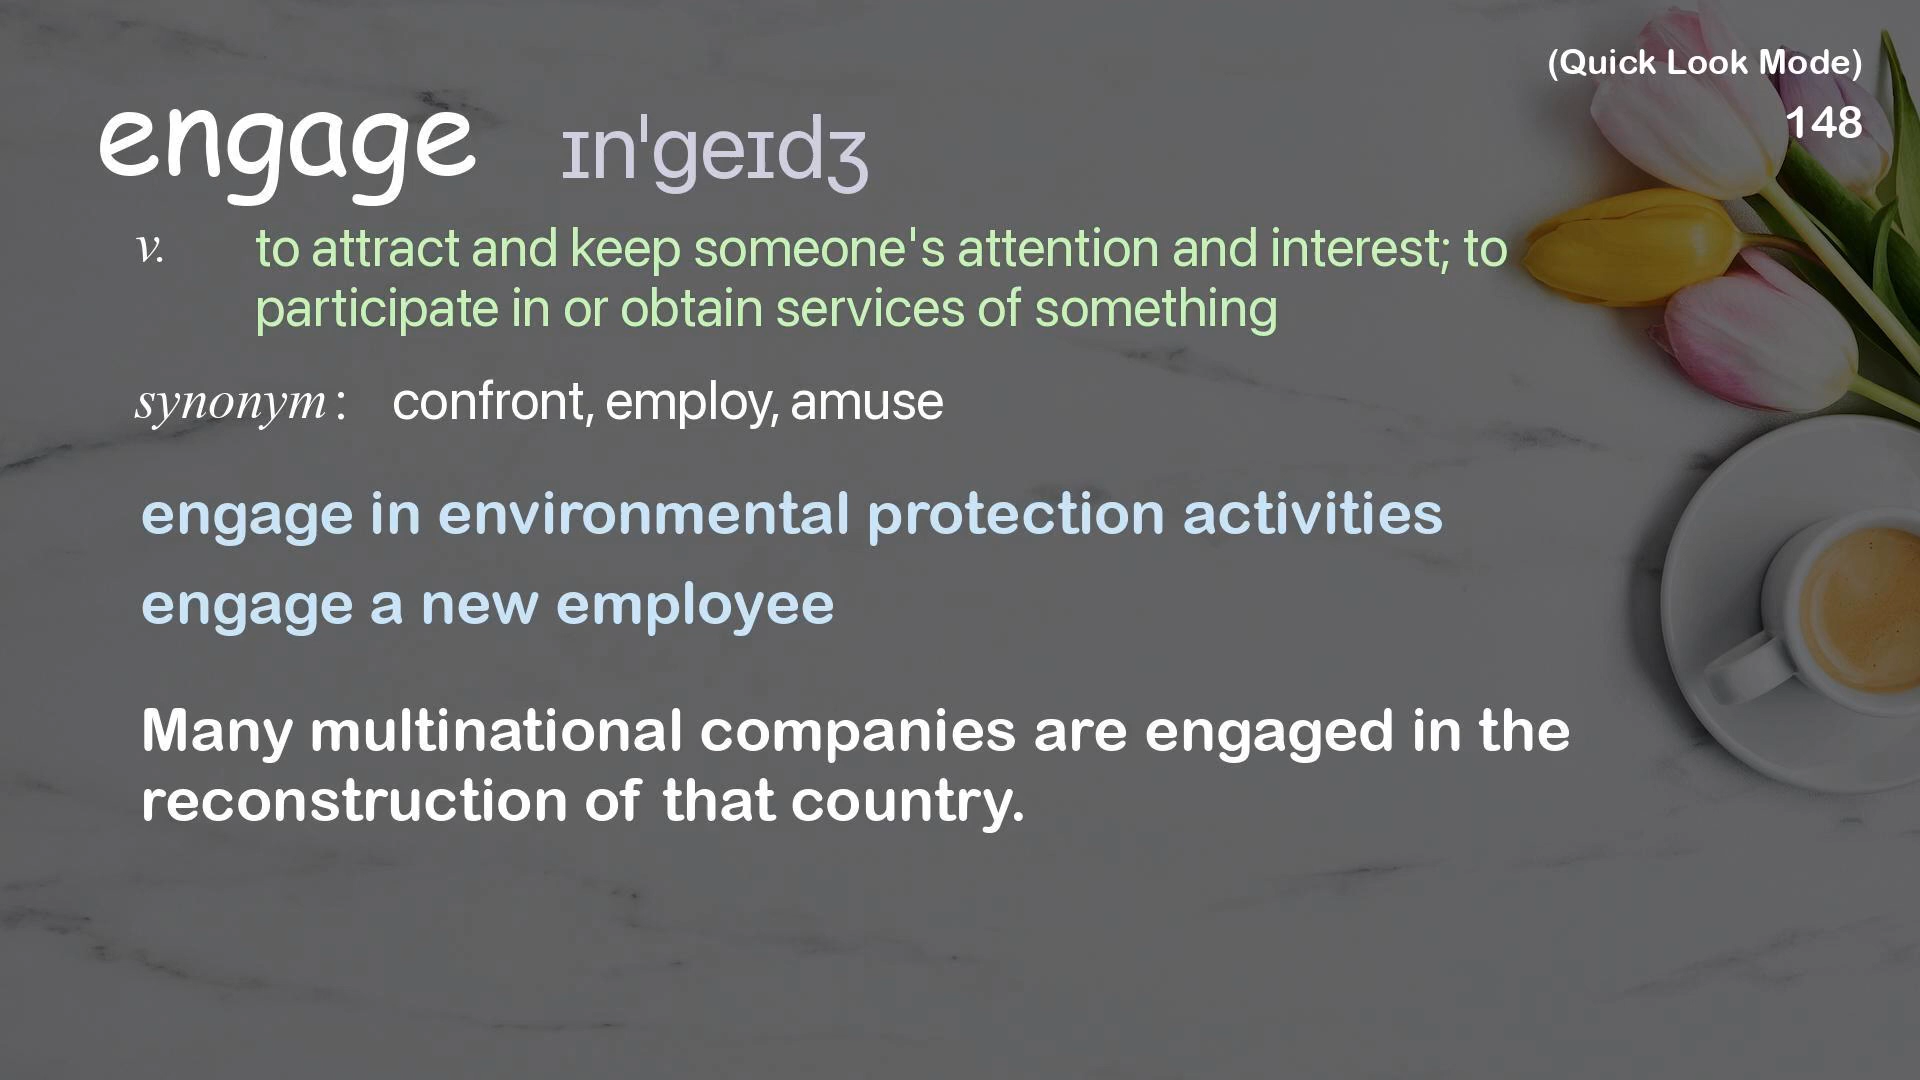 (Quick Look Mode)
148
engage ɪnˈgeɪdʒ
v. to attract and keep someone's attention and interest; to
participate in or obtain services of something
synonym: confront, employ, amuse
engage in environmental protection activities
engage a new employee
Many multinational companies are engaged in the
reconstruction of that country.